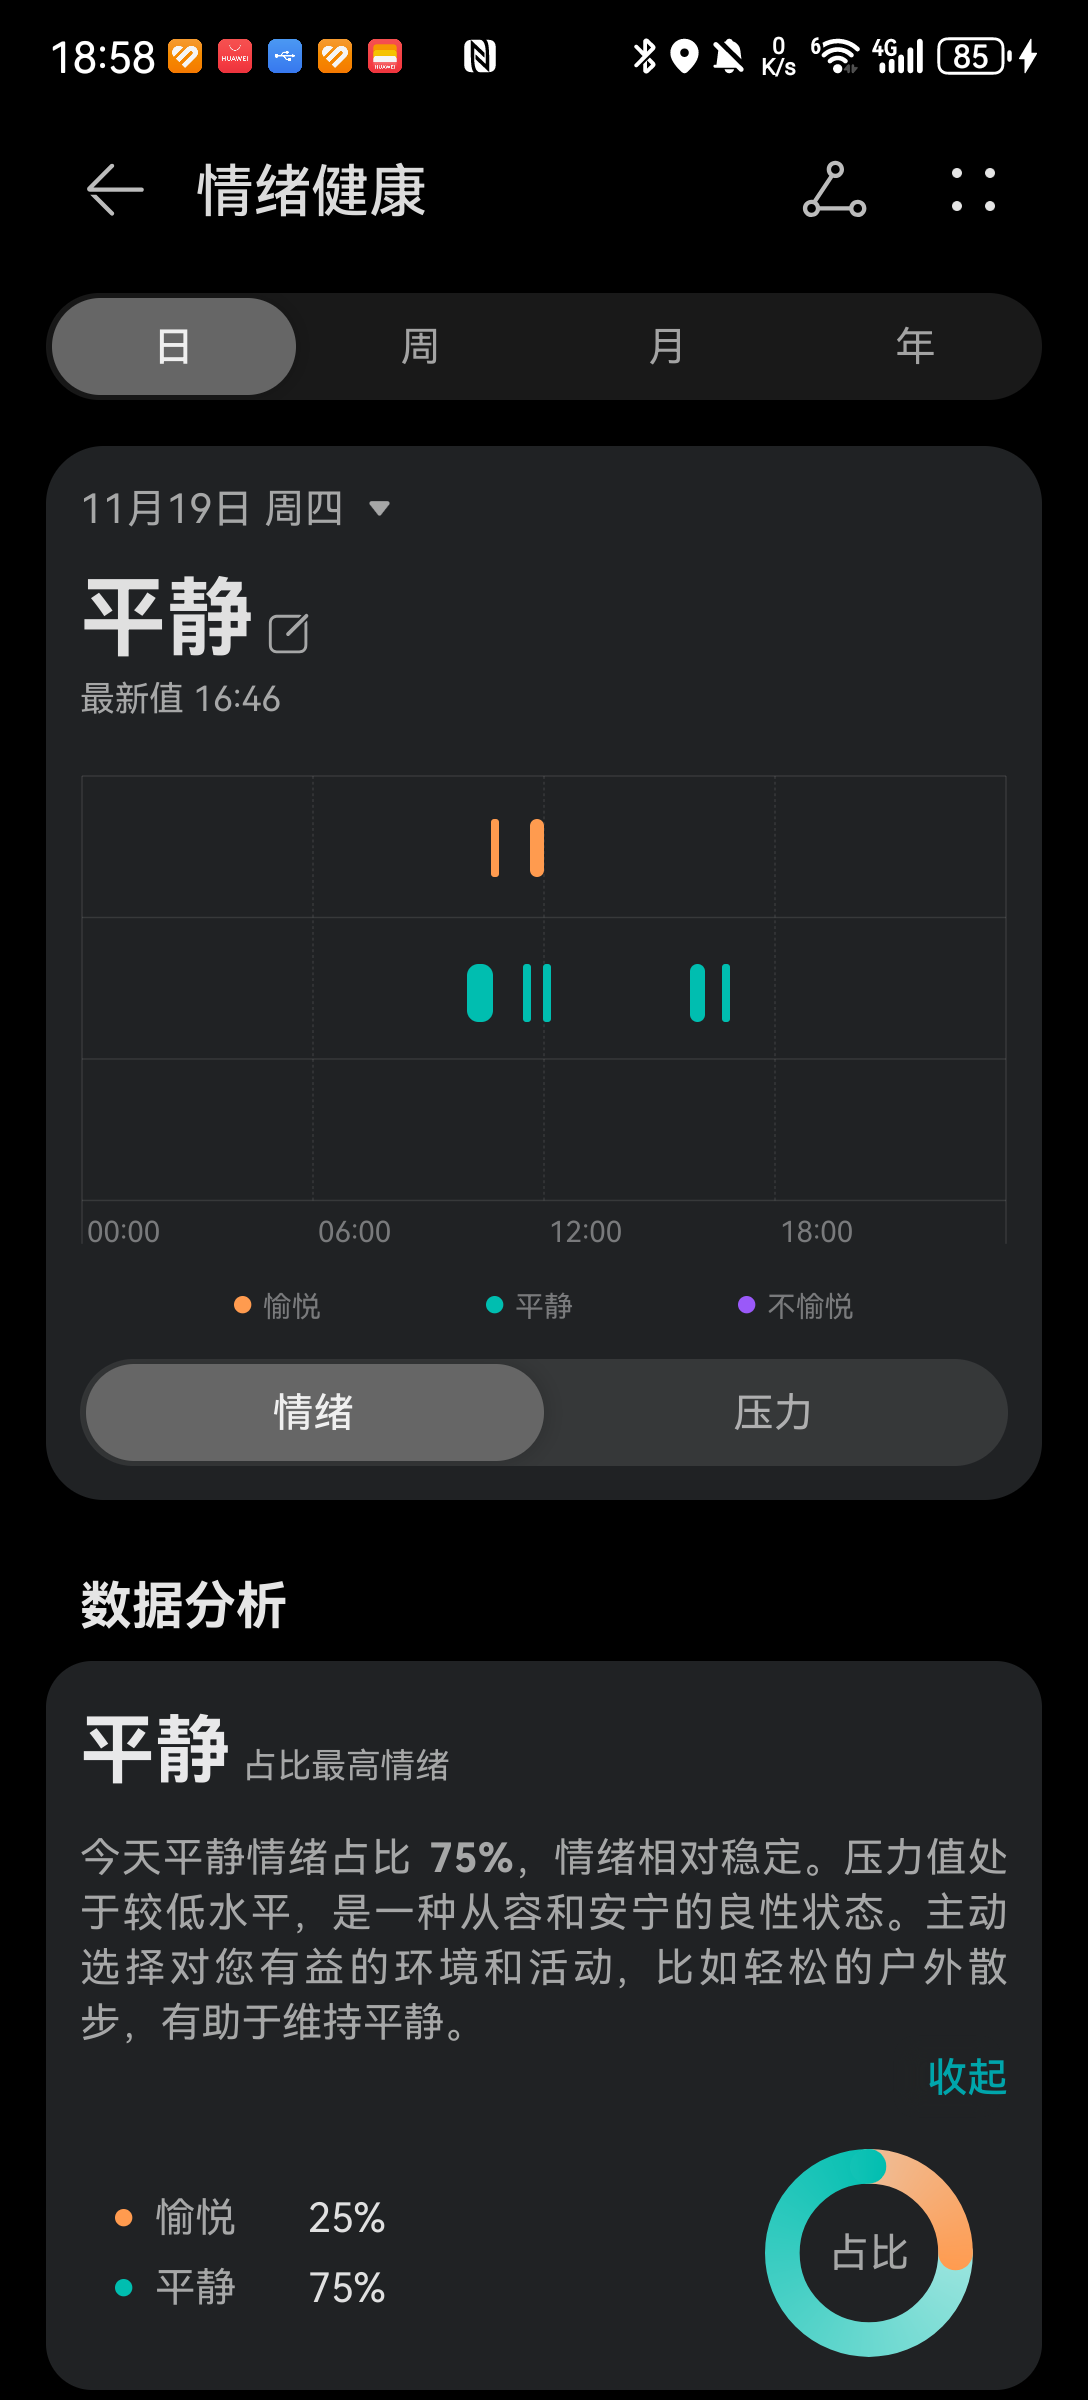 18:58
HUAWEI
HUAWEI
0 K/s
6
4G
85
情绪健康
日 周 月 年
11月19日 周四
平静
最新值 16:46
00:00 06:00 12:00 18:00
愉悦 平静 不愉悦
情绪 压力
数据分析
平静 占比最高情绪
今天平静情绪占比 75%，情绪相对稳定。压力值处
于较低水平，是一种从容和安宁的良性状态。主动
选择对您有益的环境和活动，比如轻松的户外散
步，有助于维持平静。
收起
愉悦 25%
平静 75%
占比